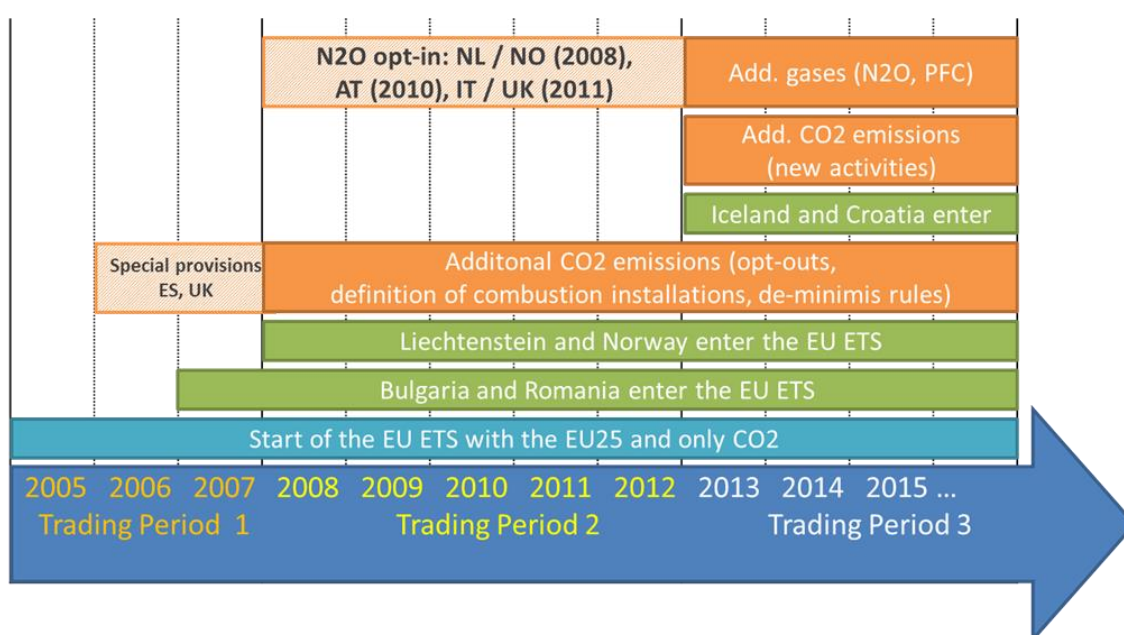 N2O opt-in: NL / NO (2008),
AT (2010), IT / UK (2011)
Add. gases (N2O, PFC)
Add. CO2 emissions
(new activities)
Iceland and Croatia enter
Special provisions
ES, UK
Additonal CO2 emissions (opt-outs,
definition of combustion installations, de-minimis rules)
Liechtenstein and Norway enter the EU ETS
Bulgaria and Romania enter the EU ETS
Start of the EU ETS with the EU25 and only CO2
2005 2006 2007 2008 2009 2010 2011 2012 2013 2014 2015 ...
Trading Period 1 Trading Period 2 Trading Period 3